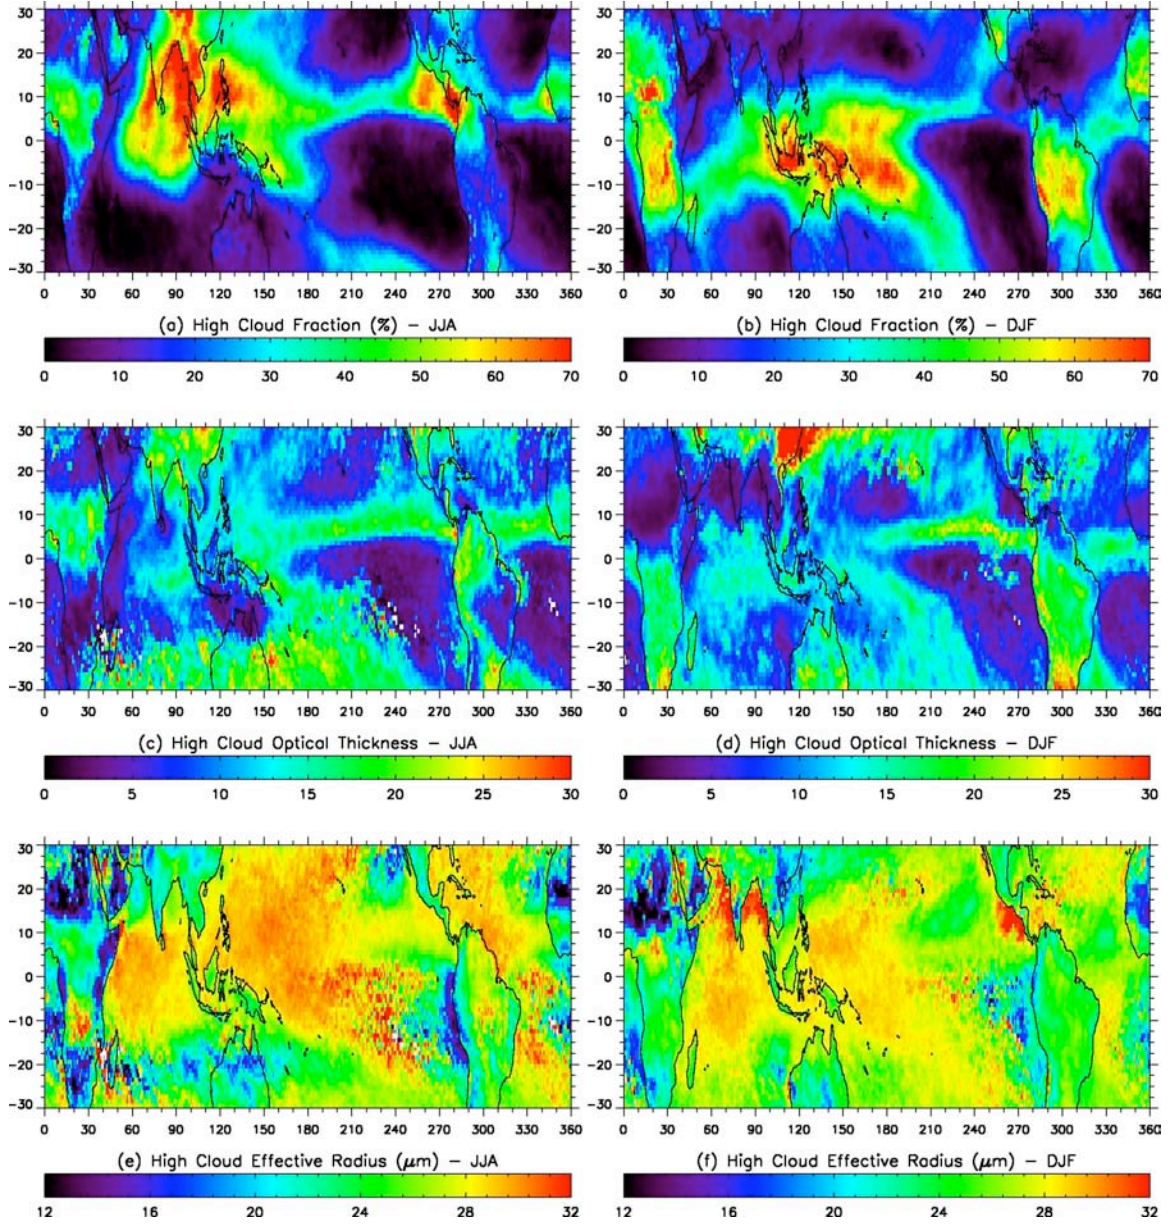 30
20
10
0
-10
-20
-30
0 30 60 90 120 150 180 210 240 270 300 330 360
(a) High Cloud Fraction (%) - JJA
0 10 20 30 40 50 60 70
30
20
10
0
-10
-20
-30
0 30 60 90 120 150 180 210 240 270 300 330 360
(b) High Cloud Fraction (%) - DJF
0 10 20 30 40 50 60 70
30
20
10
0
-10
-20
-30
0 30 60 90 120 150 180 210 240 270 300 330 360
(c) High Cloud Optical Thickness - JJA
0 5 10 15 20 25 30
30
20
10
0
-10
-20
-30
0 30 60 90 120 150 180 210 240 270 300 330 360
(d) High Cloud Optical Thickness - DJF
0 5 10 15 20 25 30
30
20
10
0
-10
-20
-30
0 30 60 90 120 150 180 210 240 270 300 330 360
(e) High Cloud Effective Radius (μm) - JJA
12 16 20 24 28 32
30
20
10
0
-10
-20
-30
0 30 60 90 120 150 180 210 240 270 300 330 360
(f) High Cloud Effective Radius (μm) - DJF
12 16 20 24 28 32